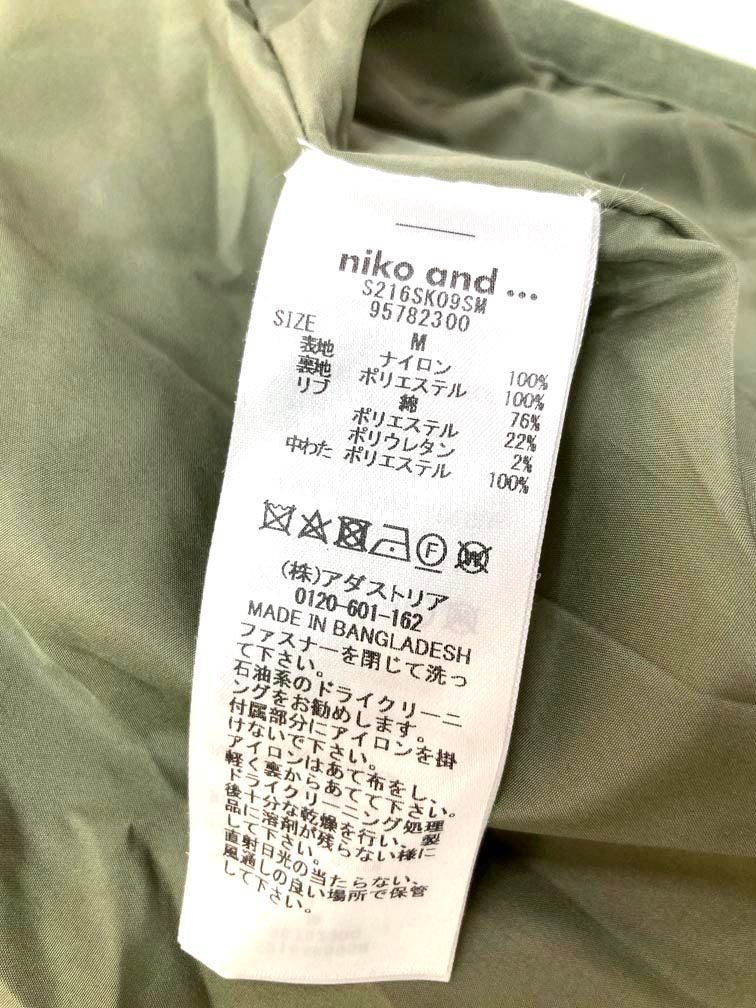 niko and ...
S216SK09SM
95782300
SIZE M
表地 ナイロン 100%
裏地 ポリエステル 100%
リブ 綿 76%
ポリエステル 22%
ポリウレタン 2%
中わた ポリエステル 100%
F W
(株)アダストリア
0120-601-162
MADE IN BANGLADESH
ファスナーを閉じて洗っ
て下さい。
石油系のドライクリーニ
ングをお勧めします。
付属部分にアイロンを掛
けないで下さい。
アイロンはあて布をし、
軽く裏からあてて下さい。
ドライクリーニング処理
後十分な乾燥を行い、製
品に溶剤が残らない様に
して下さい。
直射日光の当たらない、
風通しの良い場所で保管
して下さい。